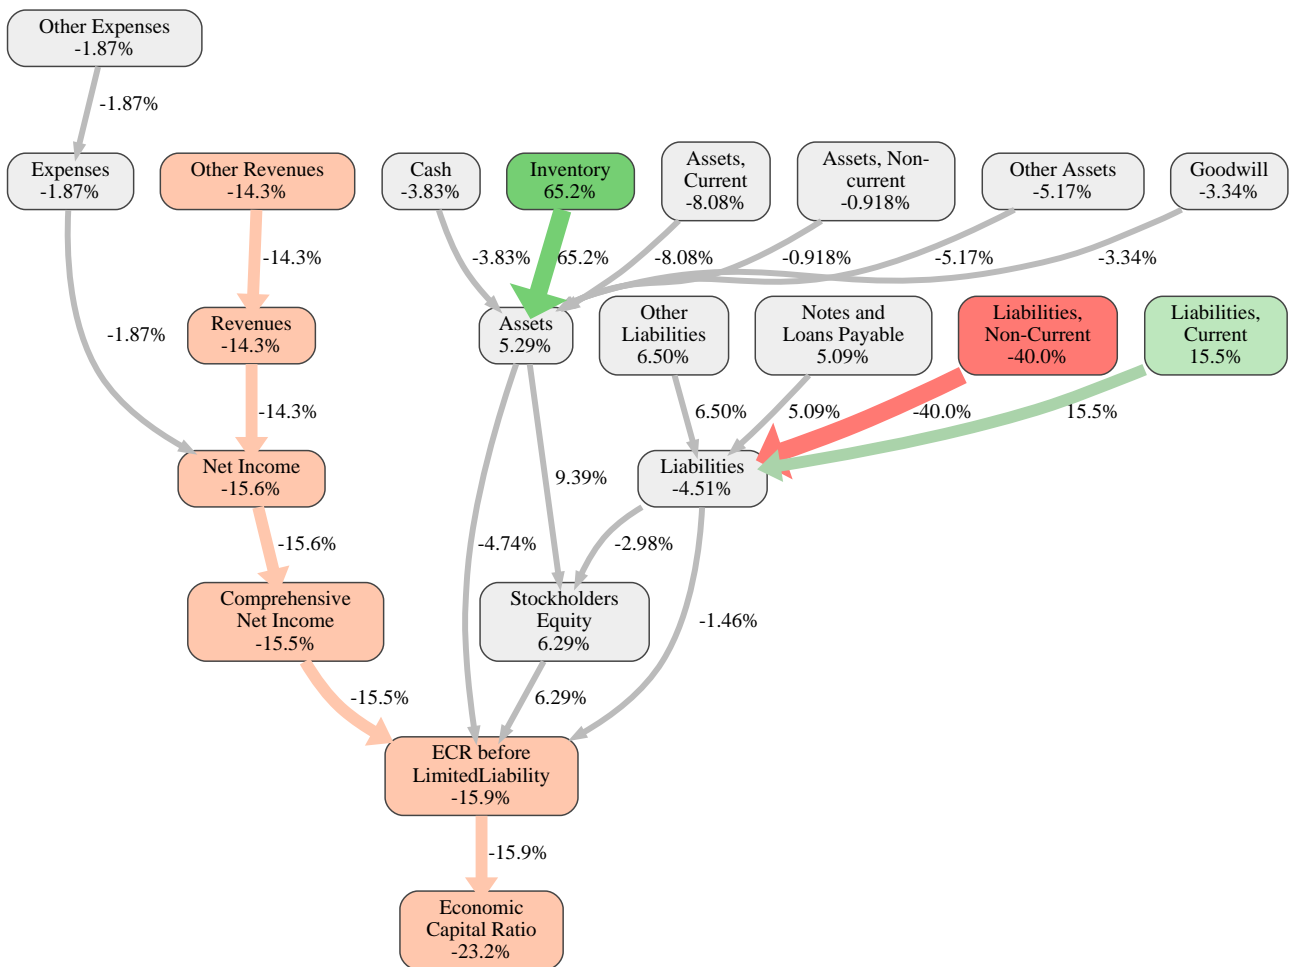 Other Expenses
-1.87%
-1.87%
Expenses
-1.87%
Other Revenues
-14.3%
Cash
-3.83%
Inventory
65.2%
Assets,
Current
-8.08%
Assets, Non-
current
-0.918%
Other Assets
-5.17%
Goodwill
-3.34%
-14.3%
-3.83%
65.2%
-8.08%
-0.918%
-5.17%
-3.34%
-1.87%
Revenues
-14.3%
Assets
5.29%
Other
Liabilities
6.50%
Notes and
Loans Payable
5.09%
Liabilities,
Non-Current
-40.0%
Liabilities,
Current
15.5%
-14.3%
6.50%
5.09%
-40.0%
15.5%
Net Income
-15.6%
9.39%
Liabilities
-4.51%
-15.6%
-4.74%
-2.98%
Comprehensive
Net Income
-15.5%
Stockholders
Equity
6.29%
-1.46%
-15.5%
6.29%
ECR before
LimitedLiability
-15.9%
-15.9%
Economic
Capital Ratio
-23.2%